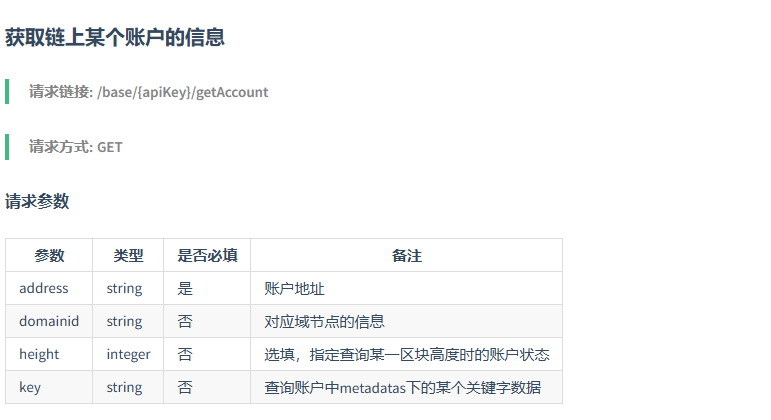 获取链上某个账户的信息
请求链接: /base/{apiKey}/getAccount
请求方式: GET
请求参数
参数 类型 是否必填 备注
address string 是 账户地址
domainid string 否 对应域节点的信息
height integer 否 选填，指定查询某一区块高度时的账户状态
key string 否 查询账户中metadatas下的某个关键字数据